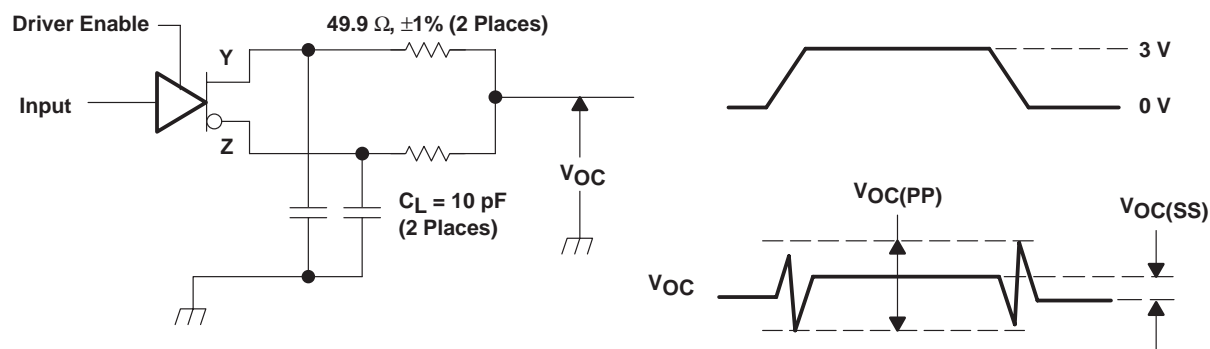 Driver Enable
49.9 Ω, ±1% (2 Places)
Y
Input
Z
VOC
CL = 10 pF
(2 Places)
3 V
0 V
VOC(PP)
VOC(SS)
VOC